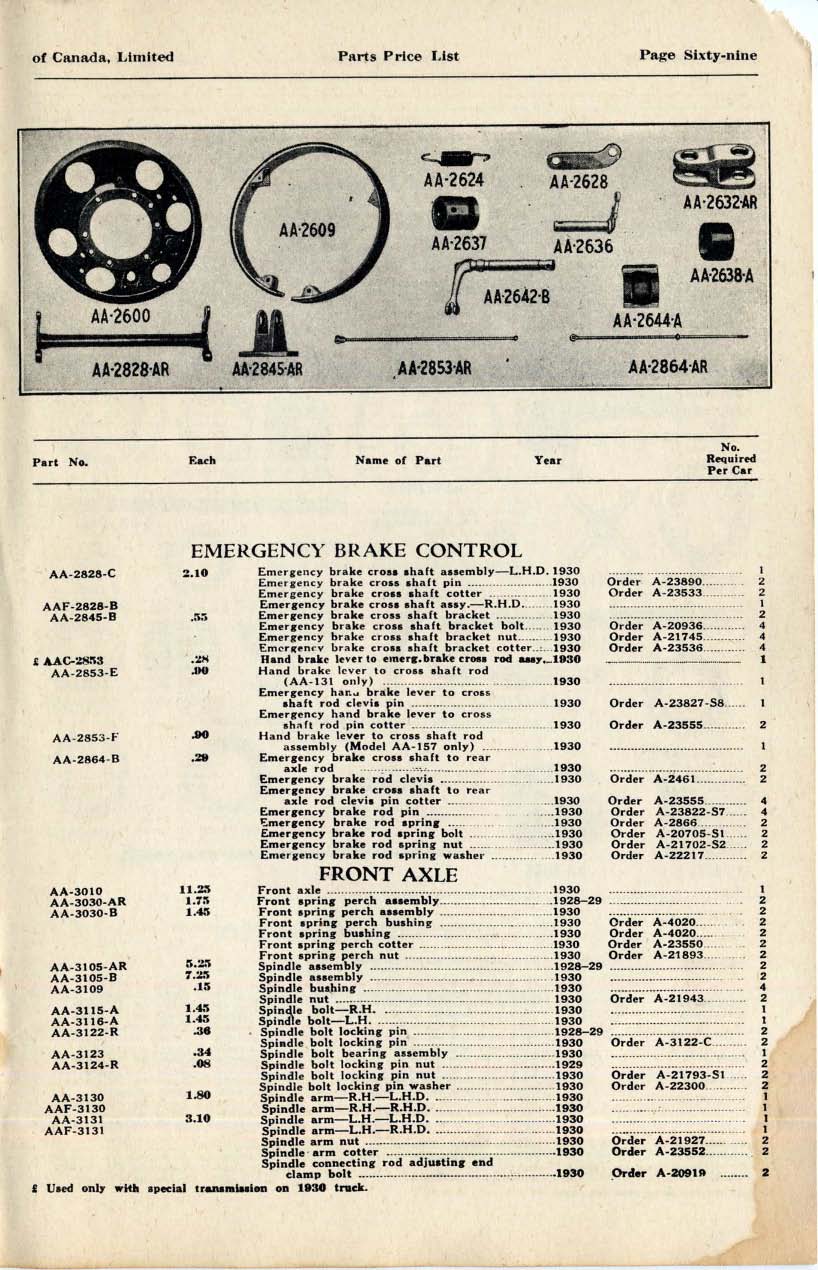 of Canada, Limited Parts Price List Page Sixty-nine
AA-2624 AA-2628
AA-2632-AR
AA-2609
AA-2637 AA-2636
AA-2638-A
AA-2642-B
AA-2600 AA-2644-A
AA-2828-AR AA-2845-AR AA-2853-AR AA-2864-AR
No.
Part No. Each Name of Part Year Required
Per Car
EMERGENCY BRAKE CONTROL
AA-2828-C 2.10 Emergency brake cross shaft assembly—L.H.D. 1930 1
Emergency brake cross shaft pin 1930 Order A-23890 2
Emergency brake cross shaft cotter 1930 Order A-23533 2
AAF-2828-B Emergency brake cross shaft assy.—R.H.D. 1930 1
AA-2845-B .55 Emergency brake cross shaft bracket 1930 2
Emergency brake cross shaft bracket bolt 1930 Order A-20936 4
Emergency brake cross shaft bracket nut 1930 Order A-21745 4
Emergency brake cross shaft bracket cotter 1930 Order A-23536 4
£ AAC-2853 .28 Hand brake lever to emerg.brake cross rod assy. 1930 1
AA-2853-E .90 Hand brake lever to cross shaft rod
(AA-131 only) 1930 1
Emergency hand brake lever to cross
shaft rod clevis pin 1930 Order A-23827-S8 1
Emergency hand brake lever to cross
shaft rod pin cotter 1930 Order A-23555 2
AA-2853-F .90 Hand brake lever to cross shaft rod
assembly (Model AA-157 only) 1930 1
AA-2864-B .29 Emergency brake cross shaft to rear
axle rod 1930 2
Emergency brake rod clevis 1930 Order A-2461 2
Emergency brake cross shaft to rear
axle rod clevis pin cotter 1930 Order A-23555 4
Emergency brake rod pin 1930 Order A-23822-S7 4
Emergency brake rod spring 1930 Order A-2866 2
Emergency brake rod spring bolt 1930 Order A-20705-S1 2
Emergency brake rod spring nut 1930 Order A-21702-S2 2
Emergency brake rod spring washer 1930 Order A-22217 2
FRONT AXLE
AA-3010 11.25 Front axle 1930 1
AA-3030-AR 1.75 Front spring perch assembly 1928–29 2
AA-3030-B 1.45 Front spring perch assembly 1930 2
Front spring perch bushing 1930 Order A-4020 2
Front spring bushing 1930 Order A-4020 2
Front spring perch cotter 1930 Order A-23550 2
Front spring perch nut 1930 Order A-21893 2
AA-3105-AR 5.25 Spindle assembly 1928–29 2
AA-3105-B 7.25 Spindle assembly 1930 2
AA-3109 .15 Spindle bushing 1930 4
Spindle nut 1930 Order A-21943 2
AA-3115-A 1.45 Spindle bolt—R.H. 1930 1
AA-3116-A 1.45 Spindle bolt—L.H. 1930 1
AA-3122-R .36 Spindle bolt locking pin 1928–29 2
Spindle bolt locking pin 1930 Order A-3122-C 2
AA-3123 .34 Spindle bolt bearing assembly 1930 1
AA-3124-R .08 Spindle bolt locking pin nut 1929 2
Spindle bolt locking pin nut 1930 Order A-21793-S1 2
Spindle bolt locking pin washer 1930 Order A-22300 2
AA-3130 1.80 Spindle arm—R.H.—L.H.D. 1930 1
AAF-3130 Spindle arm—R.H.—R.H.D. 1930 1
AA-3131 3.10 Spindle arm—L.H.—L.H.D. 1930 1
AAF-3131 Spindle arm—L.H.—R.H.D. 1930 1
Spindle arm nut 1930 Order A-21927 2
Spindle arm cotter 1930 Order A-23552 2
Spindle connecting rod adjusting end
clamp bolt 1930 Order A-20919 2
£ Used only with special transmission on 1930 truck.